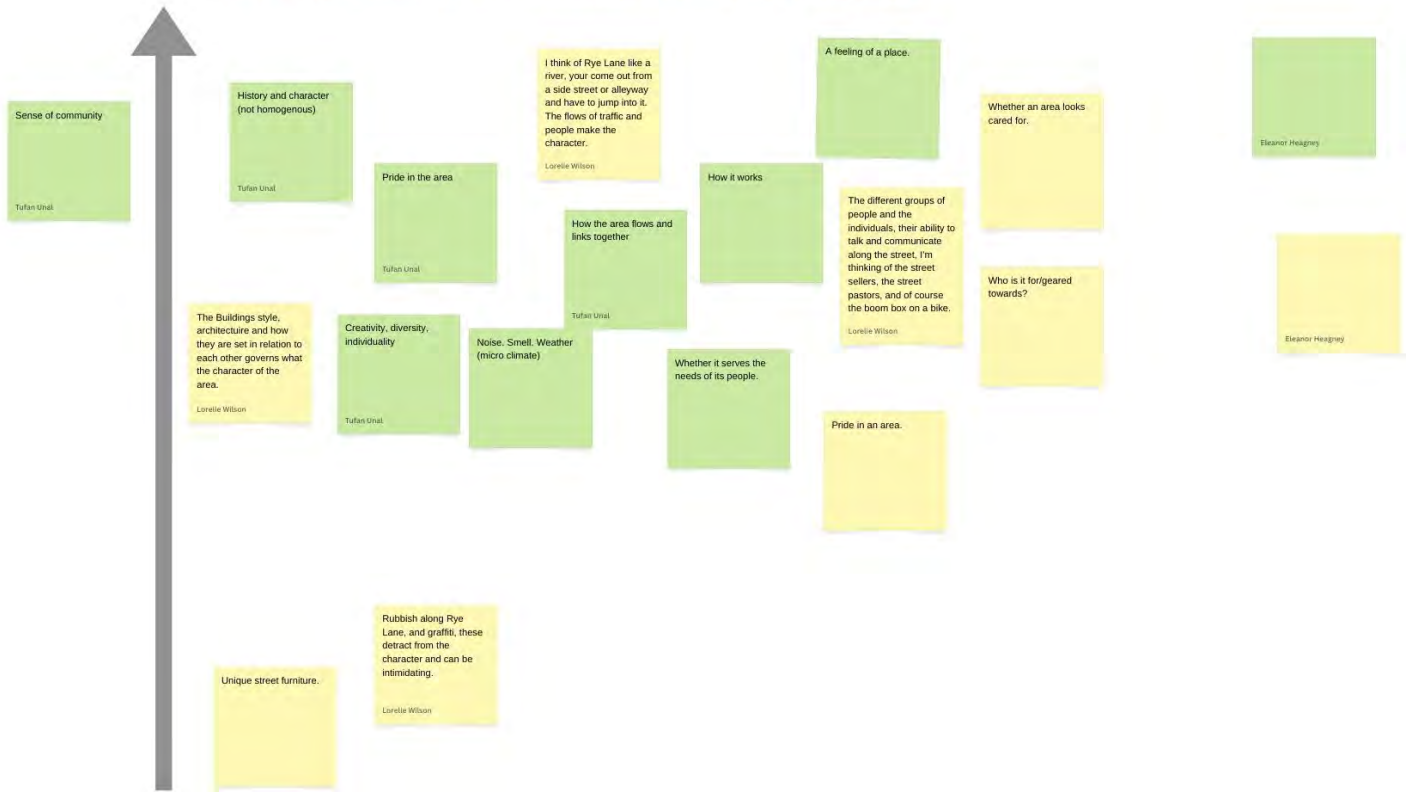 Sense of community
Tufan Unal
History and character
(not homogenous)
Tufan Unal
Pride in the area
Tufan Unal
I think of Rye Lane like a
river, your come out from
a side street or alleyway
and have to jump into it.
The flows of traffic and
people make the
character.
Lorelie Wilson
How the area flows and
links together
Tufan Unal
How it works
A feeling of a place.
The different groups of
people and the
individuals, their ability to
talk and communicate
along the street, I'm
thinking of the street
sellers, the street
pastors, and of course
the boom box on a bike.
Lorelie Wilson
Whether an area looks
cared for.
Who is it for/geared
towards?
Eleanor Heagney
Eleanor Heagney
The Buildings style,
architectuire and how
they are set in relation to
each other governs what
the character of the
area.
Lorelie Wilson
Creativity, diversity,
individuality
Tufan Unal
Noise. Smell. Weather
(micro climate)
Whether it serves the
needs of its people.
Pride in an area.
Rubbish along Rye
Lane, and graffiti, these
detract from the
character and can be
intimidating.
Lorelie Wilson
Unique street furniture.